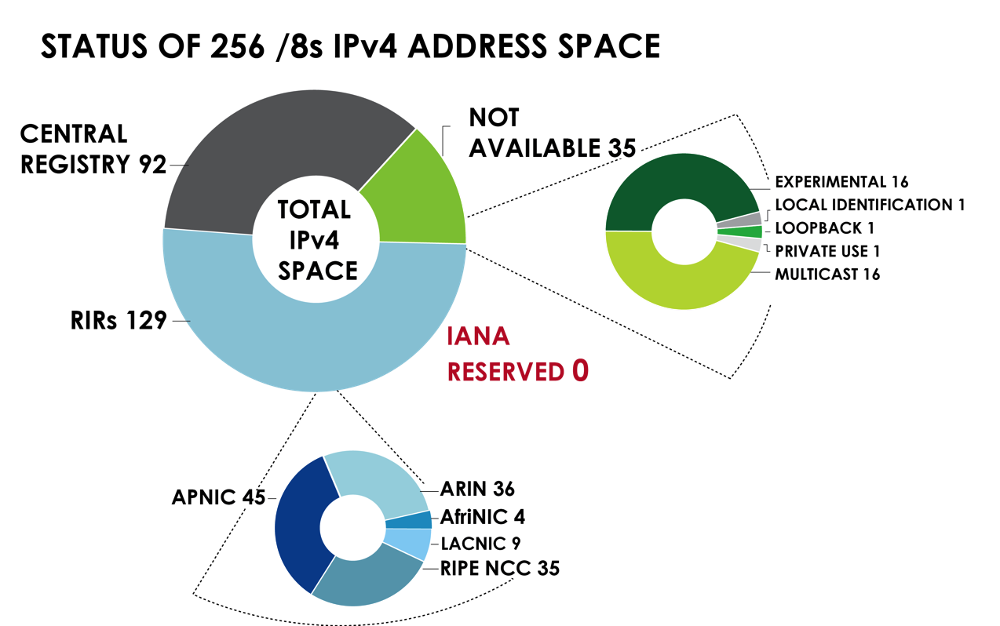 STATUS OF 256 /8s IPv4 ADDRESS SPACE
CENTRAL
REGISTRY 92
NOT
AVAILABLE 35
TOTAL
IPv4
SPACE
RIRs 129
IANA
RESERVED 0
EXPERIMENTAL 16
LOCAL IDENTIFICATION 1
LOOPBACK 1
PRIVATE USE 1
MULTICAST 16
APNIC 45
ARIN 36
AfriNIC 4
LACNIC 9
RIPE NCC 35